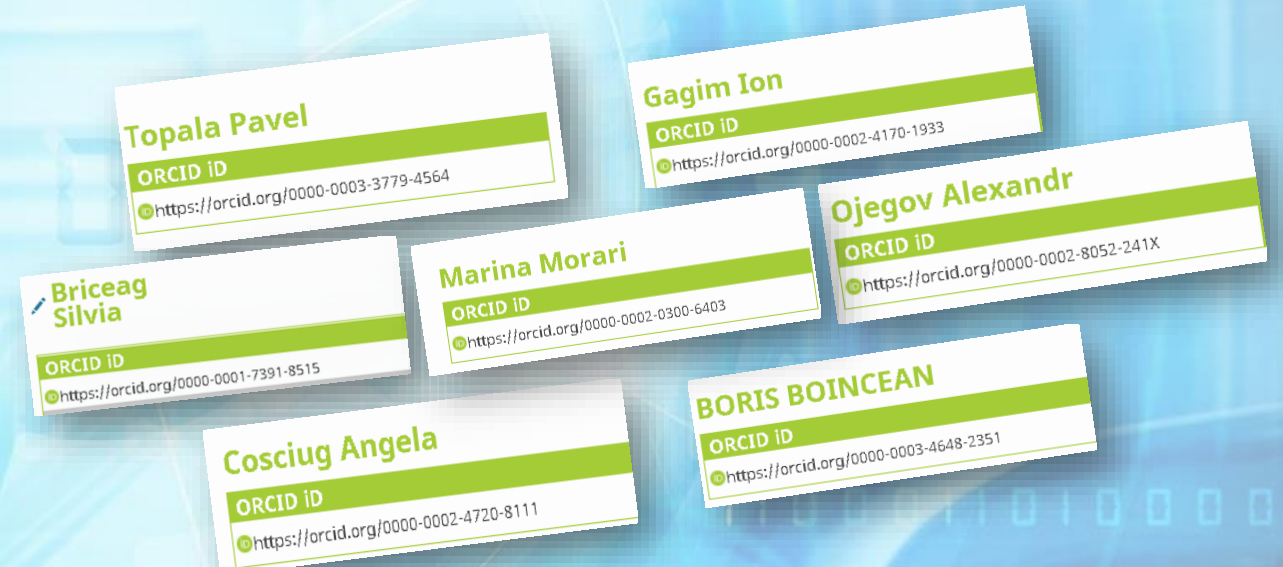 Topala Pavel
ORCID iD
https://orcid.org/0000-0003-3779-4564
Gagim Ion
ORCID iD
https://orcid.org/0000-0002-4170-1933
Ojegov Alexandr
ORCID iD
https://orcid.org/0000-0002-8052-241X
Briceag
Silvia
ORCID iD
https://orcid.org/0000-0001-7391-8515
Marina Morari
ORCID iD
https://orcid.org/0000-0002-0300-6403
BORIS BOINCEAN
ORCID iD
https://orcid.org/0000-0003-4648-2351
Cosciug Angela
ORCID iD
https://orcid.org/0000-0002-4720-8111